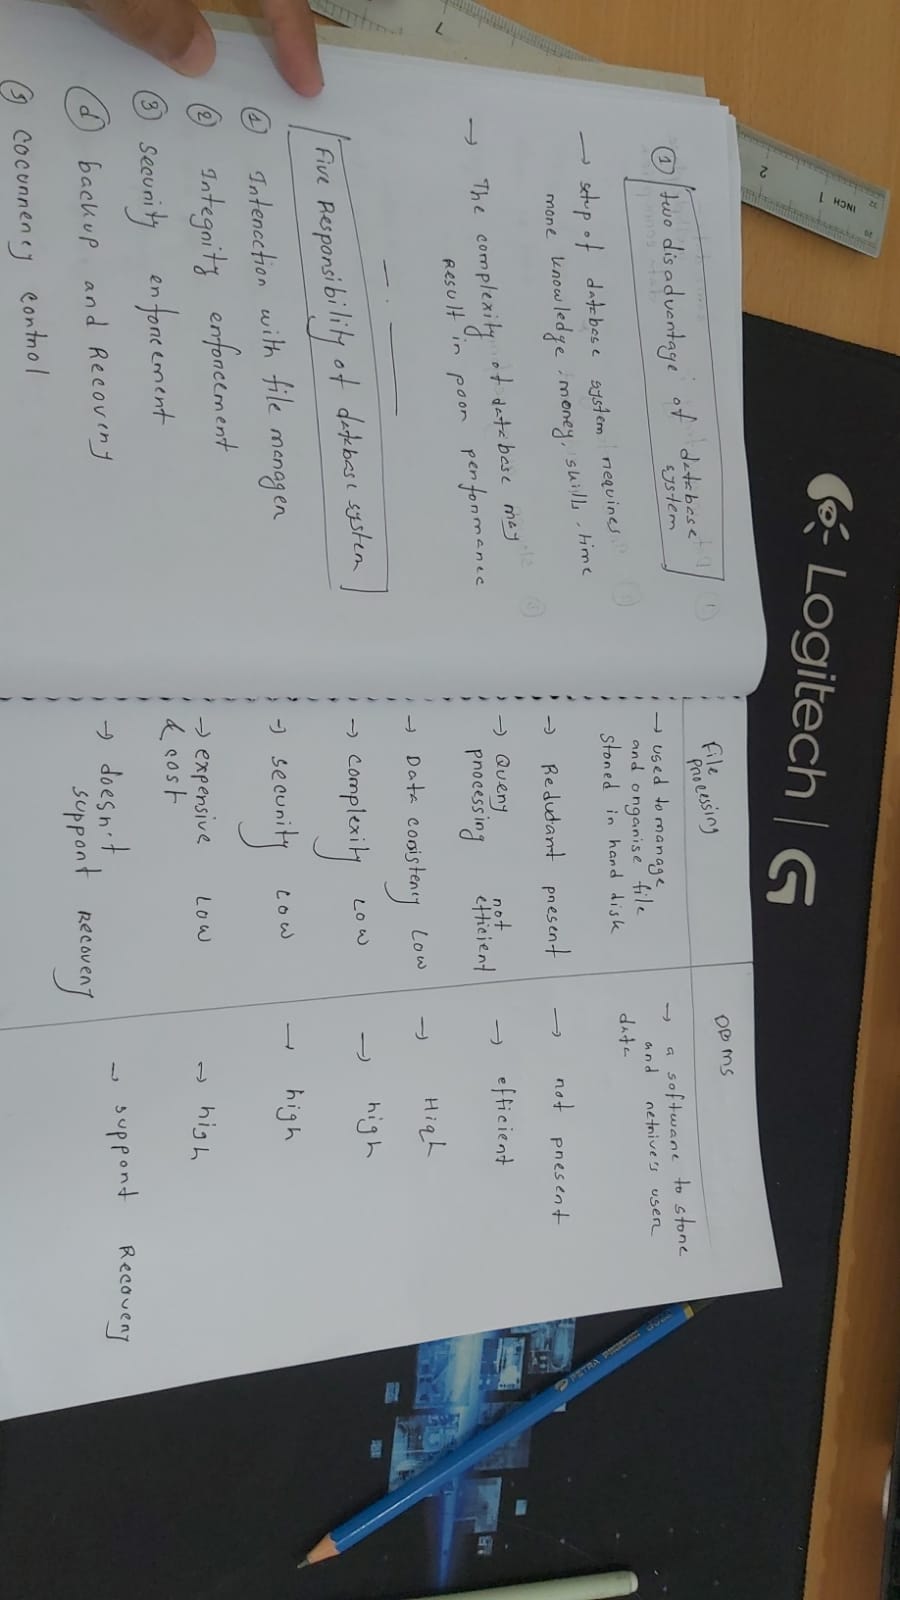 Logitech G
INCH 1
2
7
① two disadvantage of database
system
→ setup of database system requires
more knowledge, money, skills, time
→ The complexity of database may
Result in poor performance
Five Responsibility of database system
① Interaction with file manager
② Integrity enforcement
③ security enforcement
④ backup and Recovery
⑤ cocurrency control
File
processing
→ used to manage
and organise file
stored in hard disk
→ Redutant present
→ Query not
processing efficient
→ Data consistency Low
→ complexity Low
→ security Low
→ expensive Low
& cost
→ doesn't
support Recovery
DBMS
→ a software to store
and retrive's user
data
→ not present
→ efficient
→ High
→ high
→ high
→ high
→ support Recovery